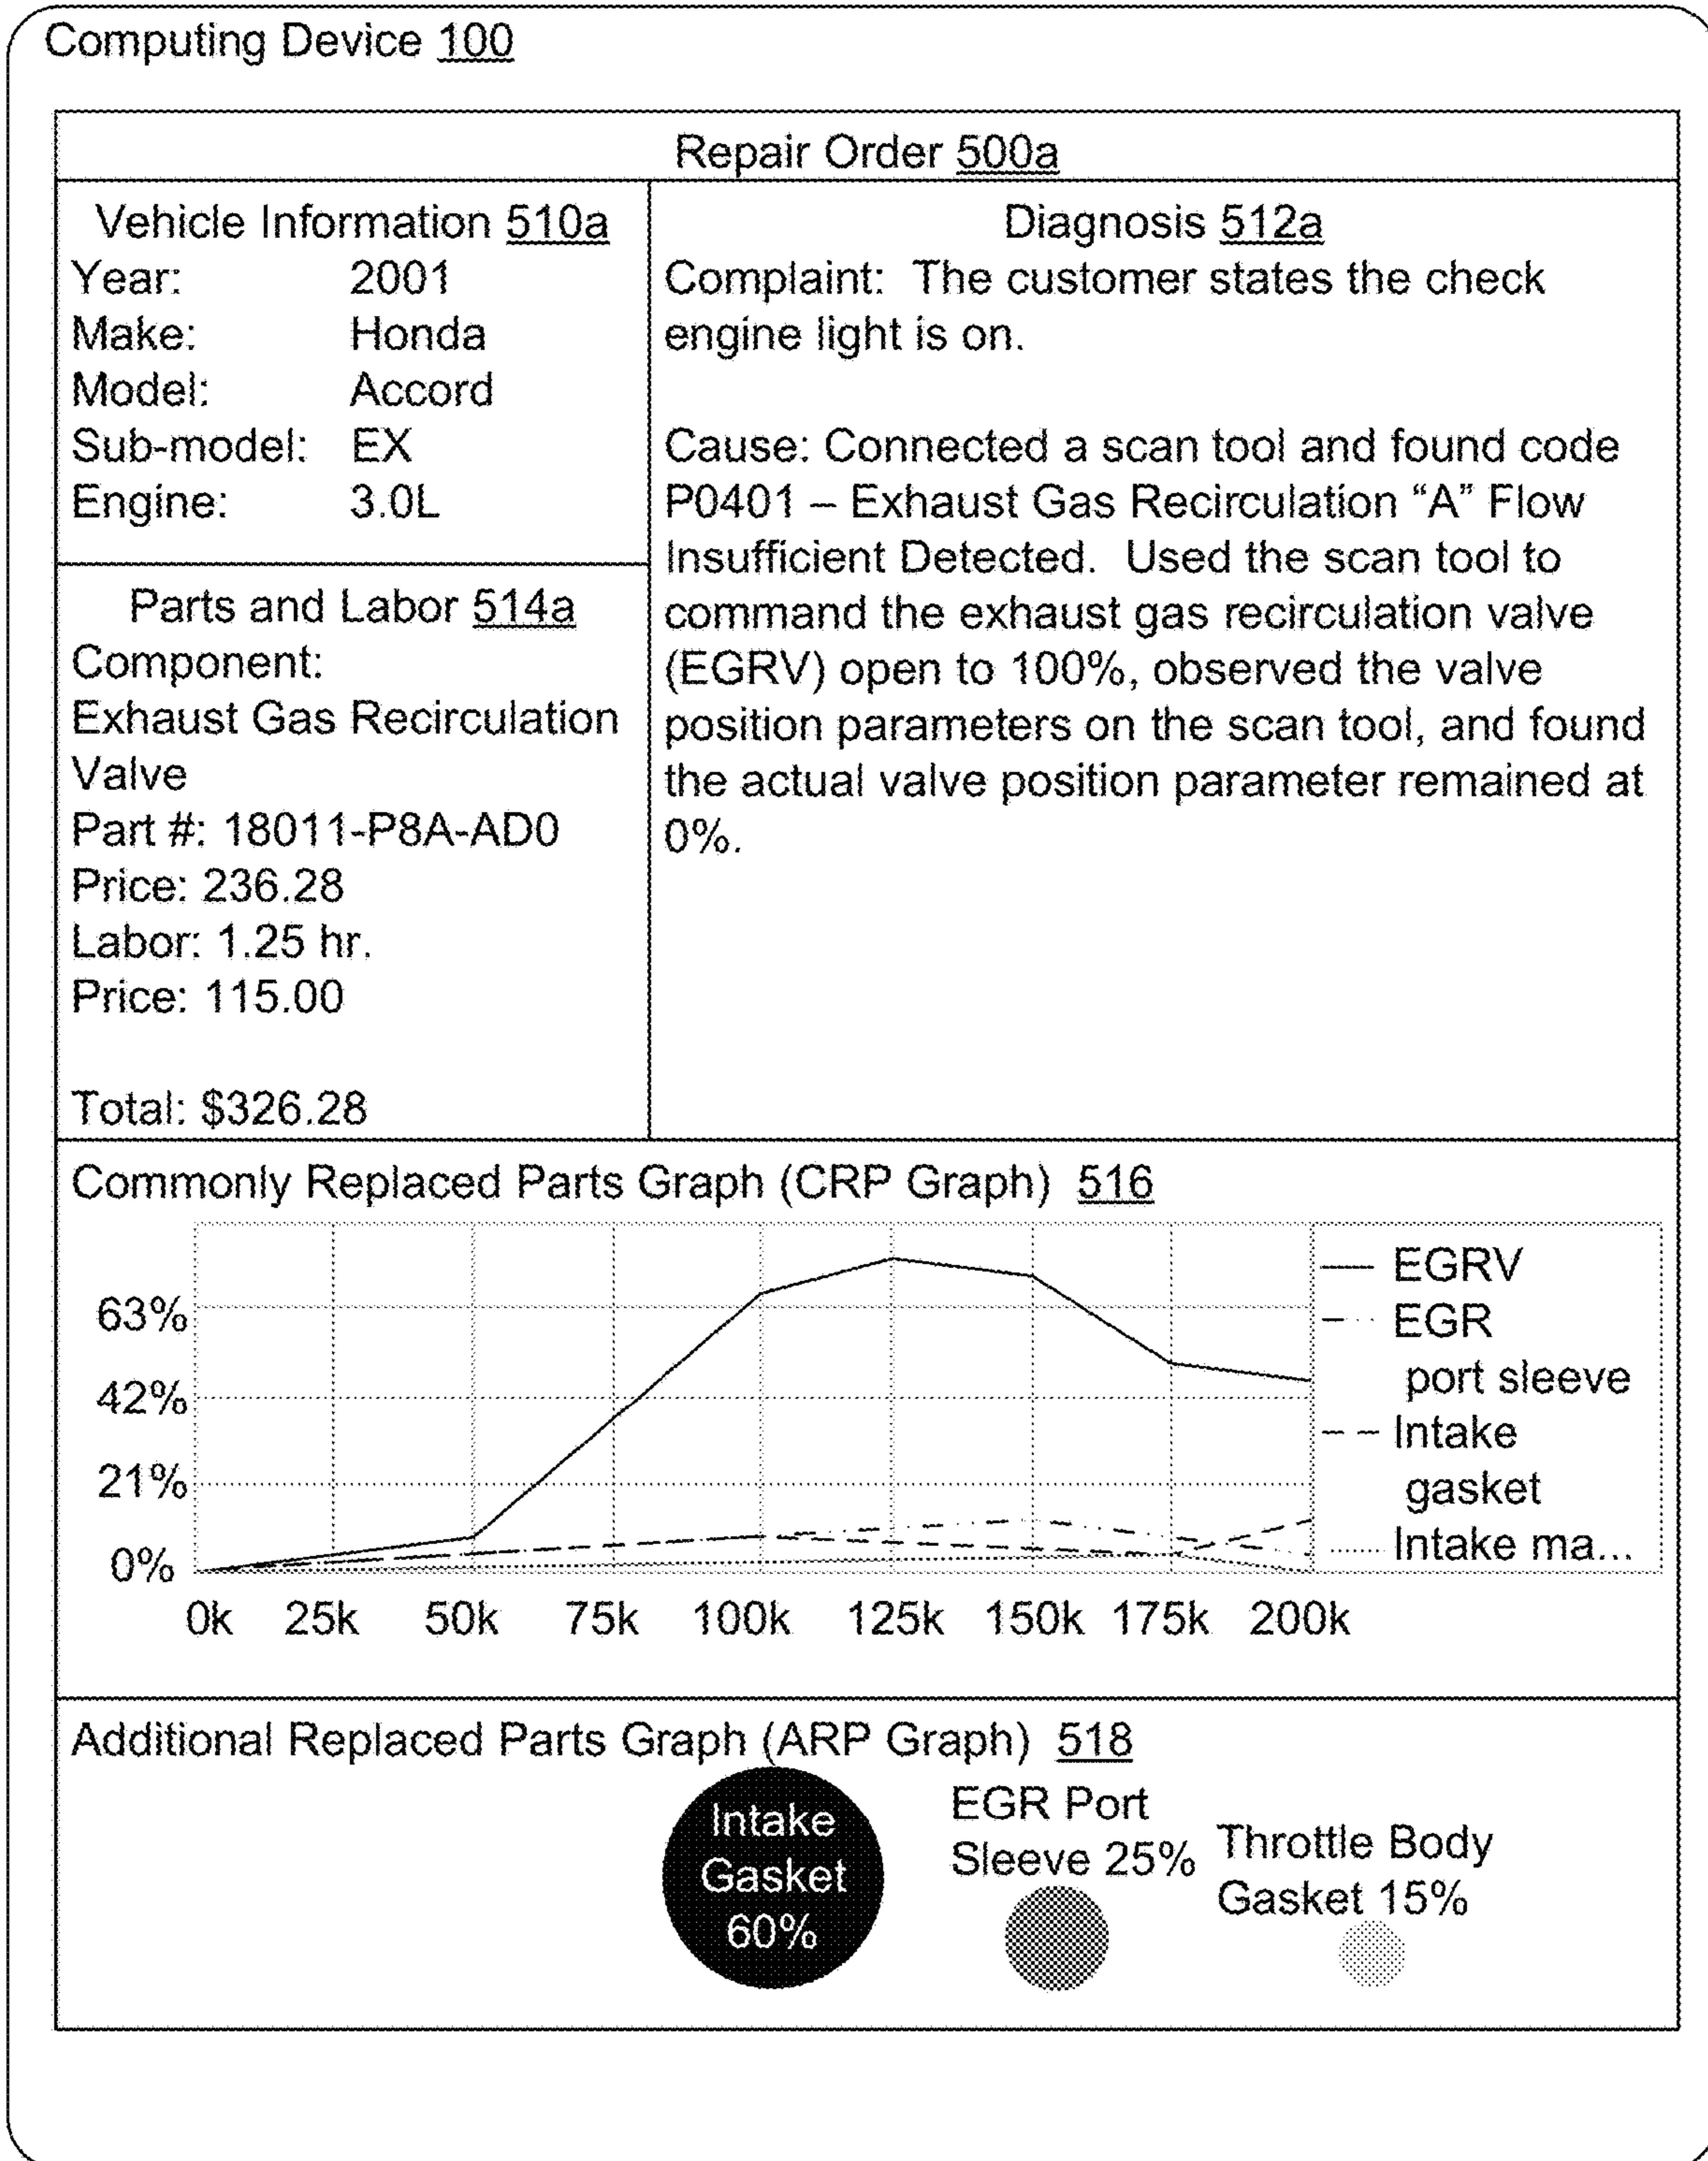 Computing Device 100
Repair Order 500a
Vehicle Information 510a
Year: 2001
Make: Honda
Model: Accord
Sub-model: EX
Engine: 3.0L
Parts and Labor 514a
Component:
Exhaust Gas Recirculation
Valve
Part #: 18011-P8A-AD0
Price: 236.28
Labor: 1.25 hr.
Price: 115.00
Total: $326.28
Diagnosis 512a
Complaint: The customer states the check
engine light is on.
Cause: Connected a scan tool and found code
P0401 – Exhaust Gas Recirculation “A” Flow
Insufficient Detected. Used the scan tool to
command the exhaust gas recirculation valve
(EGRV) open to 100%, observed the valve
position parameters on the scan tool, and found
the actual valve position parameter remained at
0%.
Commonly Replaced Parts Graph (CRP Graph) 516
63%
42%
21%
0%
0k 25k 50k 75k 100k 125k 150k 175k 200k
EGRV
EGR
port sleeve
Intake
gasket
Intake ma...
Additional Replaced Parts Graph (ARP Graph) 518
Intake
Gasket
60%
EGR Port
Sleeve 25%
Throttle Body
Gasket 15%